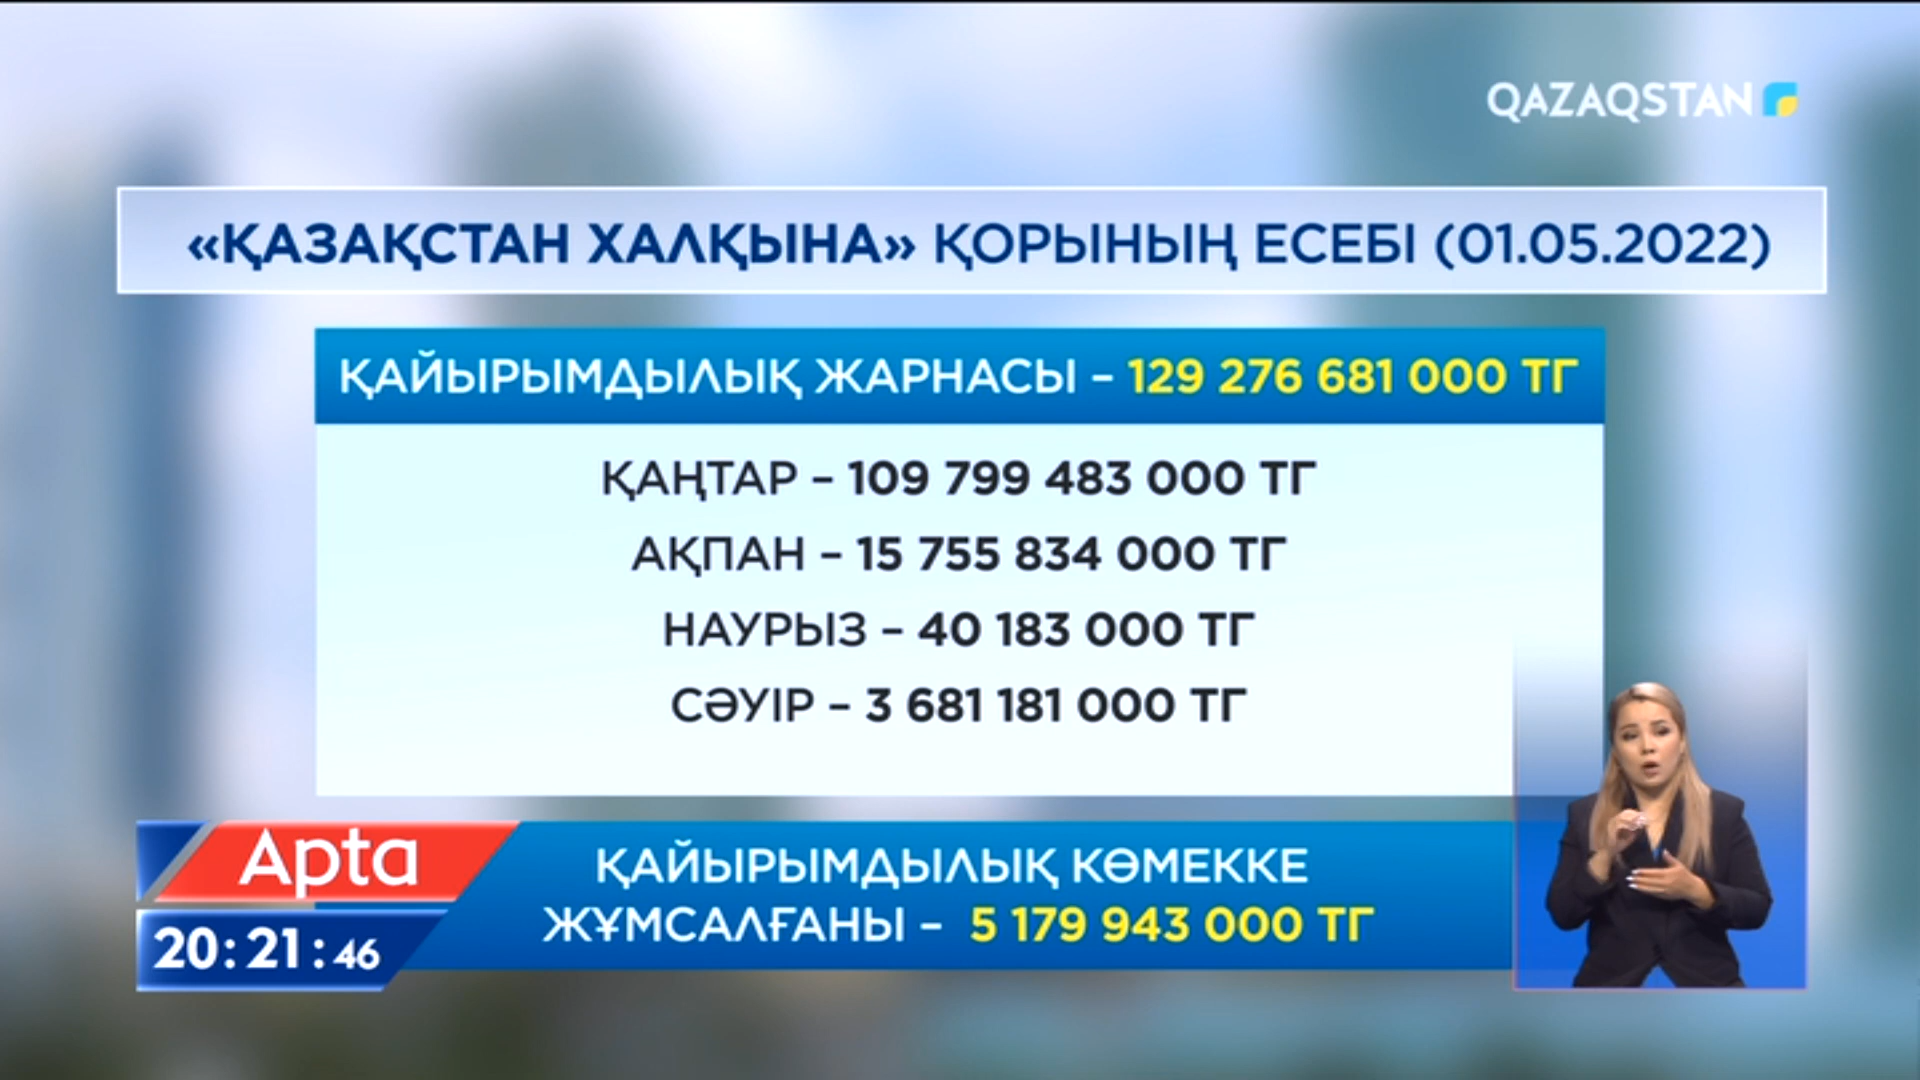 QAZAQSTAN
«ҚАЗАҚСТАН ХАЛҚЫНА» ҚОРЫНЫҢ ЕСЕБІ (01.05.2022)
ҚАЙЫРЫМДЫЛЫҚ ЖАРНАСЫ – 129 276 681 000 ТГ
ҚАҢТАР – 109 799 483 000 ТГ
АҚПАН – 15 755 834 000 ТГ
НАУРЫЗ – 40 183 000 ТГ
СӘУІР – 3 681 181 000 ТГ
Apta
ҚАЙЫРЫМДЫЛЫҚ КӨМЕККЕ
ЖҰМСАЛҒАНЫ – 5 179 943 000 ТГ
20:21:46